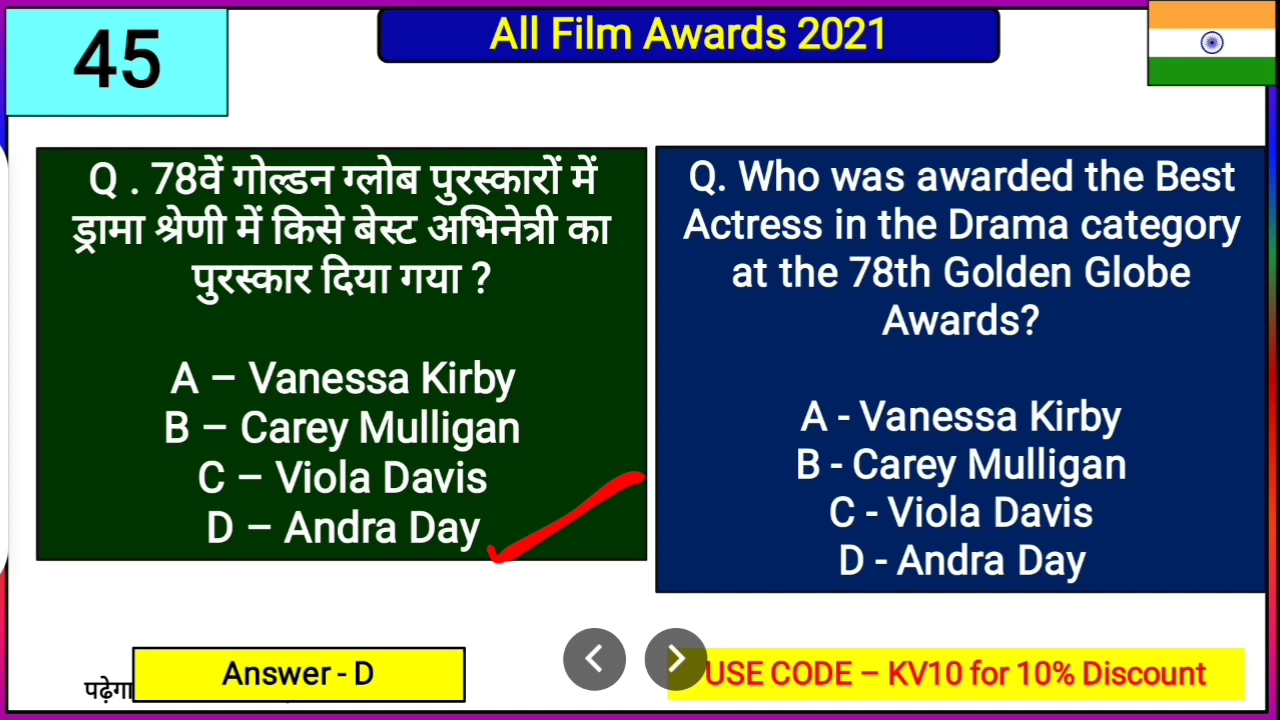 45
All Film Awards 2021
Q . 78वें गोल्डन ग्लोब पुरस्कारों में
ड्रामा श्रेणी में किसे बेस्ट अभिनेत्री का
पुरस्कार दिया गया ?
A – Vanessa Kirby
B – Carey Mulligan
C – Viola Davis
D – Andra Day
Q. Who was awarded the Best
Actress in the Drama category
at the 78th Golden Globe
Awards?
A - Vanessa Kirby
B - Carey Mulligan
C - Viola Davis
D - Andra Day
पढ़ेगा
Answer - D
USE CODE – KV10 for 10% Discount